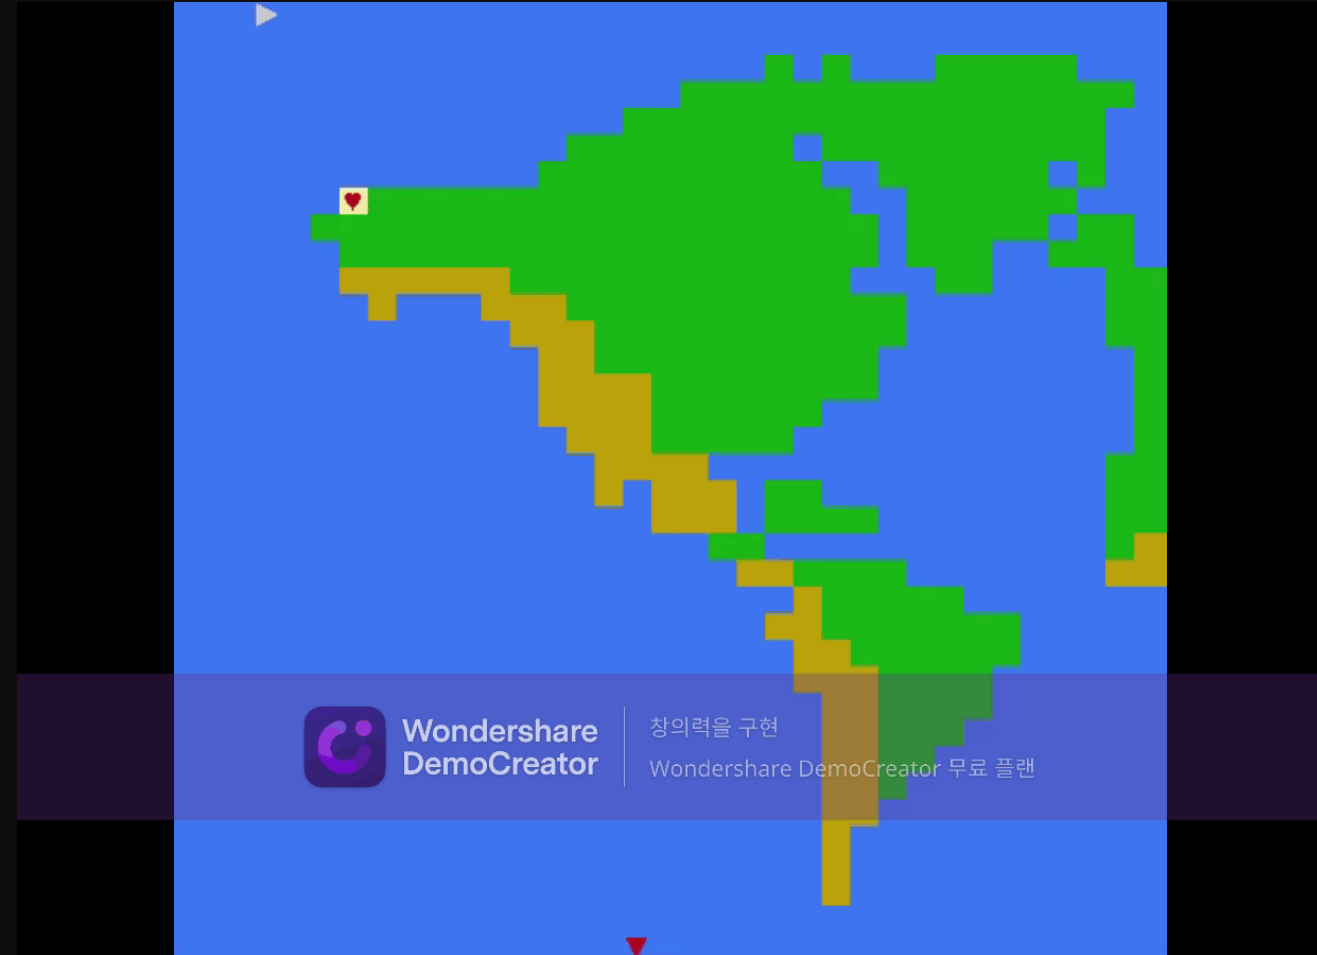 Wondershare
DemoCreator
창의력을 구현
Wondershare DemoCreator 무료 플랜